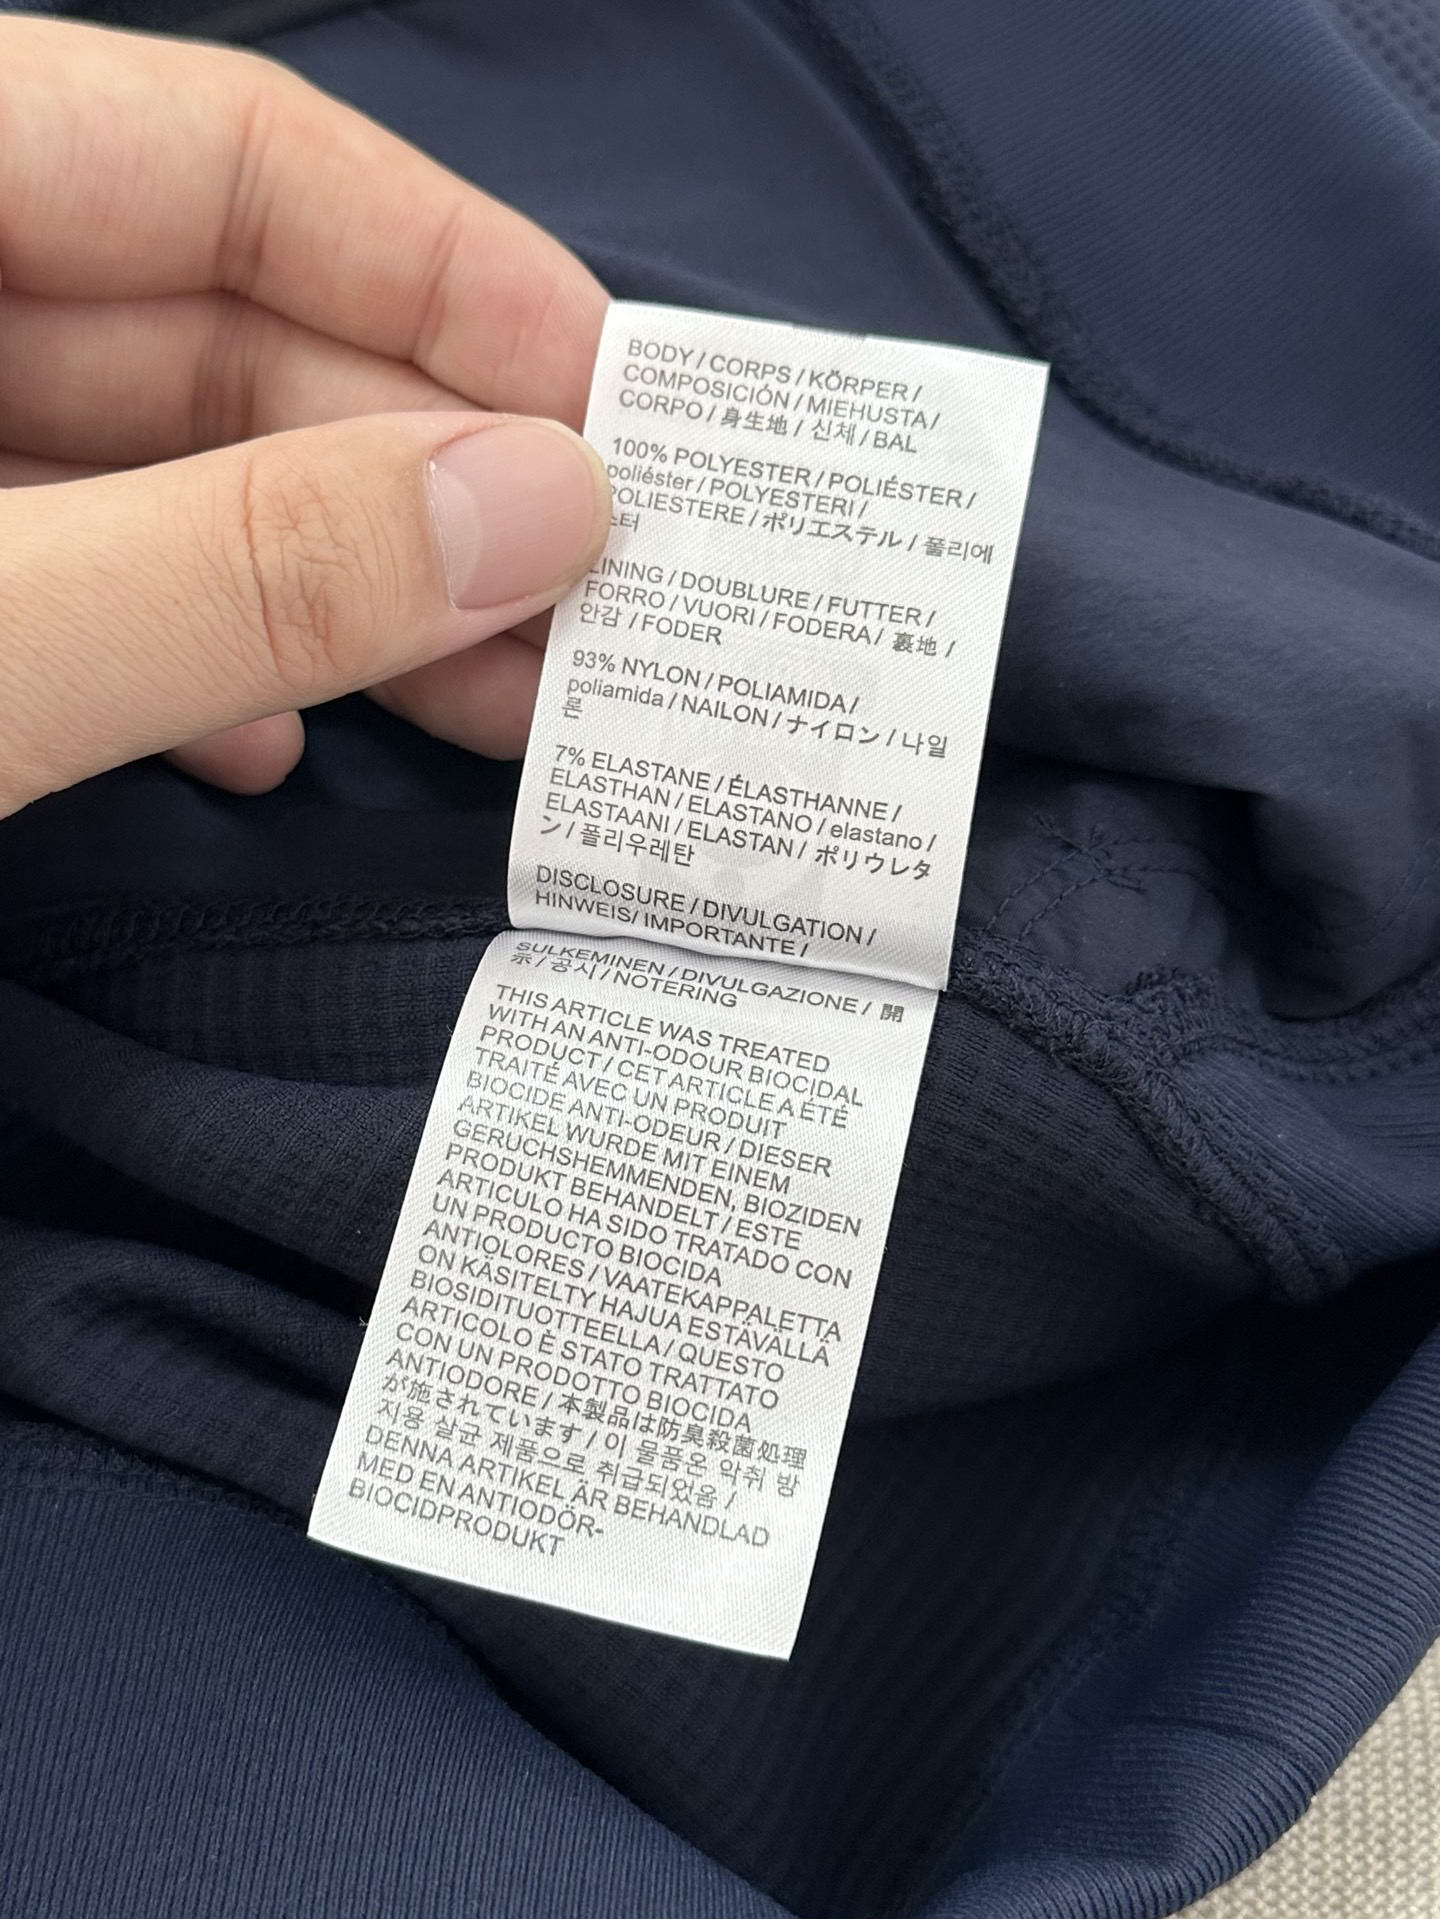 BODY / CORPS / KÖRPER /
COMPOSICIÓN / MIEHUSTA /
CORPO / 身生地 / 신체 / BAL
100% POLYESTER / POLIÉSTER /
poliéster / POLYESTERI /
POLIESTERE / ポリエステル / 폴리에
스터
LINING / DOUBLURE / FUTTER /
FORRO / VUORI / FODERA / 裏地 /
안감 / FODER
93% NYLON / POLIAMIDA /
poliamida / NAILON / ナイロン / 나일
론
7% ELASTANE / ÉLASTHANNE /
ELASTHAN / ELASTANO / elastano /
ELASTAANI / ELASTAN / ポリウレタ
ン / 폴리우레탄
DISCLOSURE / DIVULGATION /
HINWEIS/ IMPORTANTE /
SULKEMINEN / DIVULGAZIONE / 開
示 / 공시 / NOTERING
THIS ARTICLE WAS TREATED
WITH AN ANTI-ODOUR BIOCIDAL
PRODUCT / CET ARTICLE A ÉTÉ
TRAITÉ AVEC UN PRODUIT
BIOCIDE ANTI-ODEUR / DIESER
ARTIKEL WURDE MIT EINEM
GERUCHSHEMMENDEN, BIOZIDEN
PRODUKT BEHANDELT / ESTE
ARTICULO HA SIDO TRATADO CON
UN PRODUCTO BIOCIDA
ANTIOLORES / VAATEKAPPALETTA
ON KÄSITELTY HAJUA ESTÄVÄLLÄ
BIOSIDITUOTTEELLA / QUESTO
ARTICOLO È STATO TRATTATO
CON UN PRODOTTO BIOCIDA
ANTIODORE / 本製品は防臭殺菌処理
が施されています / 이 물품은 악취 방
지용 살균 제품으로 취급되었음 /
DENNA ARTIKEL ÄR BEHANDLAD
MED EN ANTIODÖR-
BIOCIDPRODUKT